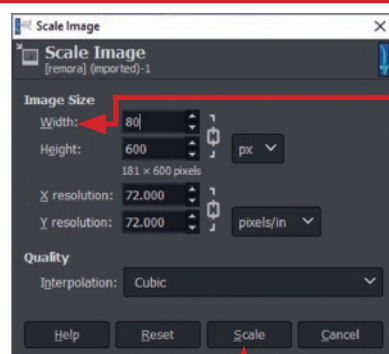 Scale Image
Scale Image
[remora] (imported)-1
Image Size
Width: 80
Height: 600 px
181 × 600 pixels
X resolution: 72.000
Y resolution: 72.000 pixels/in
Quality
Interpolation: Cubic
Help Reset Scale Cancel